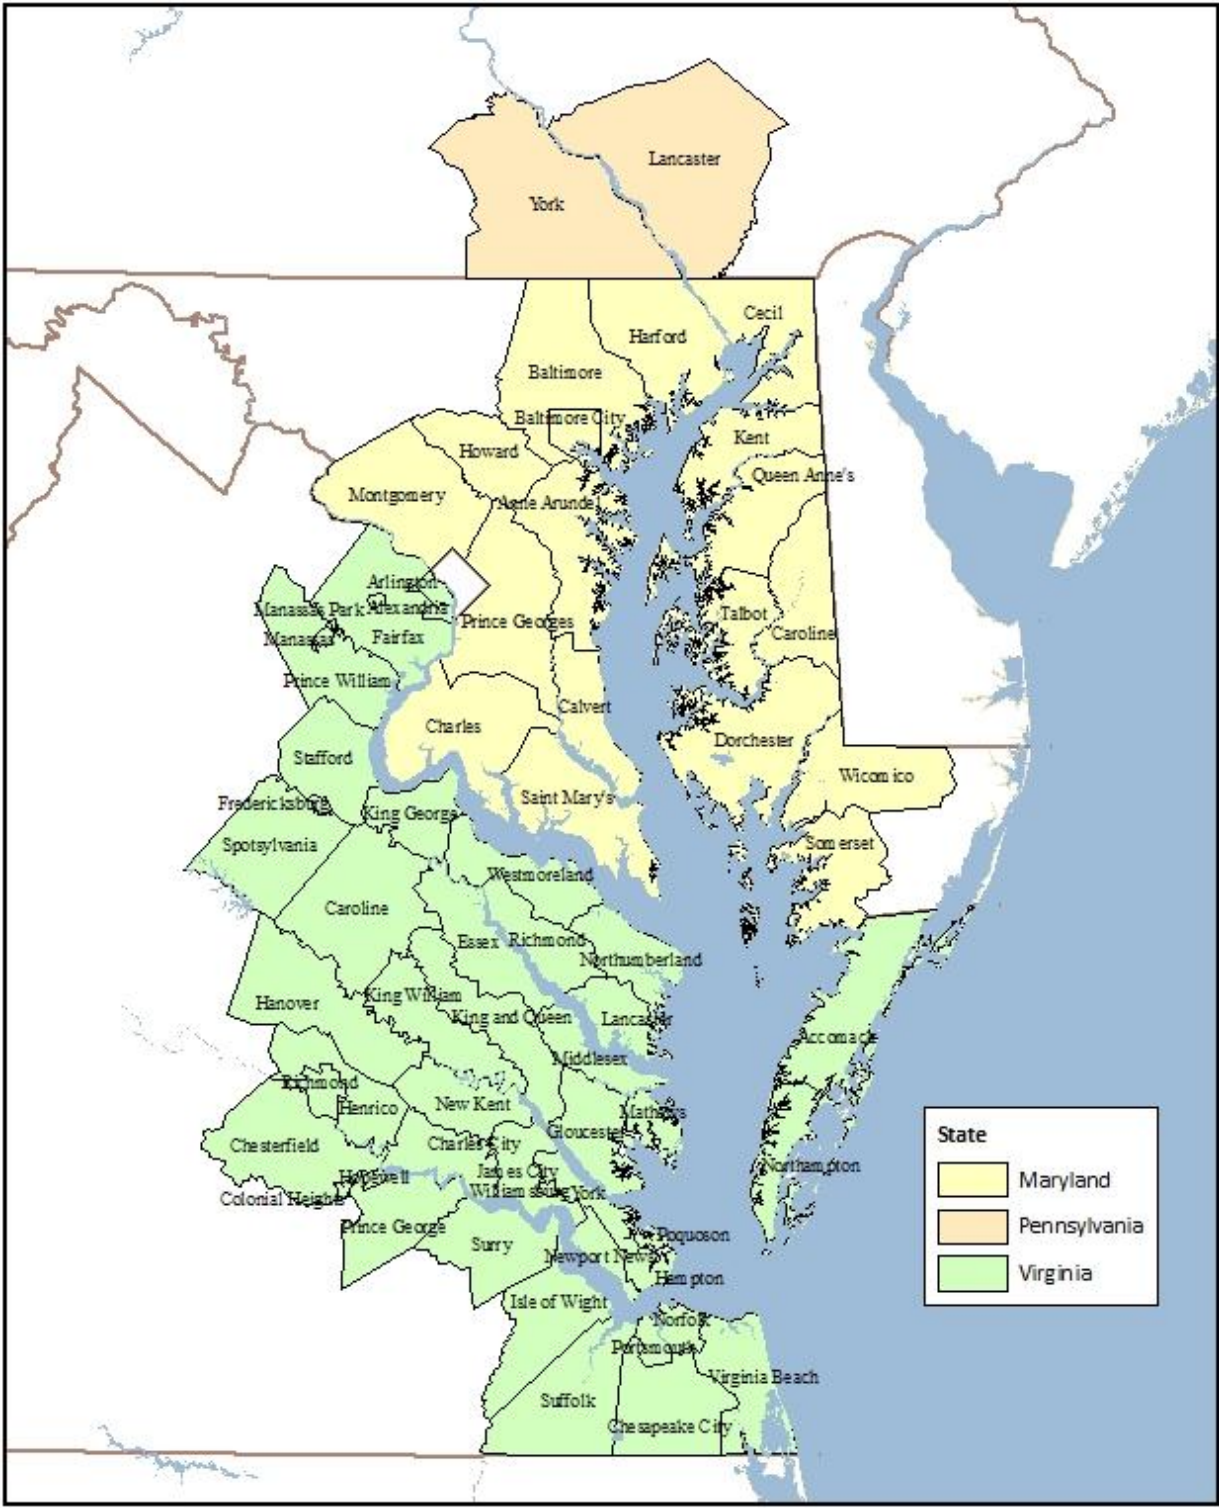 Lancaster
York
Cecil
Harford
Baltimore
Baltimore City
Kent
Howard
Queen Anne's
Montgomery
Anne Arundel
Arlington
Manassas Park
Alexandria
Talbot
Prince Georges
Caroline
Manassas
Fairfax
Prince William
Calvert
Charles
Dorchester
Stafford
Wicomico
Saint Mary's
Fredericksburg
King George
Spotsylvania
Somerset
Westmoreland
Caroline
Essex
Richmond
Northumberland
King William
Hanover
King and Queen
Lancaster
Accomack
Middlesex
Richmond
Henrico
New Kent
Mathews
Gloucester
Chesterfield
Charles City
James City
Northampton
Hopewell
Williamsburg
York
Colonial Heights
Prince George
Surry
Poquoson
Newport News
Hampton
Isle of Wight
Norfolk
Portsmouth
Virginia Beach
Suffolk
Chesapeake City
State
Maryland
Pennsylvania
Virginia